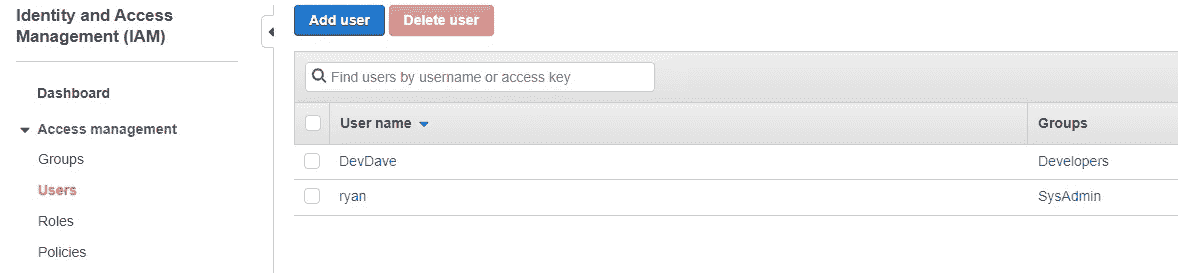 Identity and Access
Management (IAM)
Dashboard
Access management
Groups
Users
Roles
Policies
Add user
Delete user
Find users by username or access key
User name
Groups
DevDave
Developers
ryan
SysAdmin